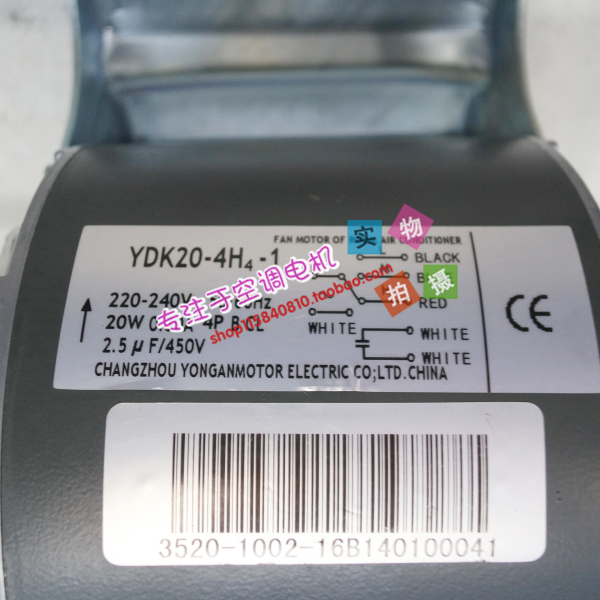 实物
拍摄
FAN MOTOR OF AIR CONDITIONER
YDK20-4H4-1
专注于空调电机
shop115840810.taobao.com
220-240V
20W 4P
2.5μF/450V
BLACK
RED
WHITE
WHITE
WHITE
CE
CHANGZHOU YONGANMOTOR ELECTRIC CO;LTD.CHINA
3520-1002-16B140100041